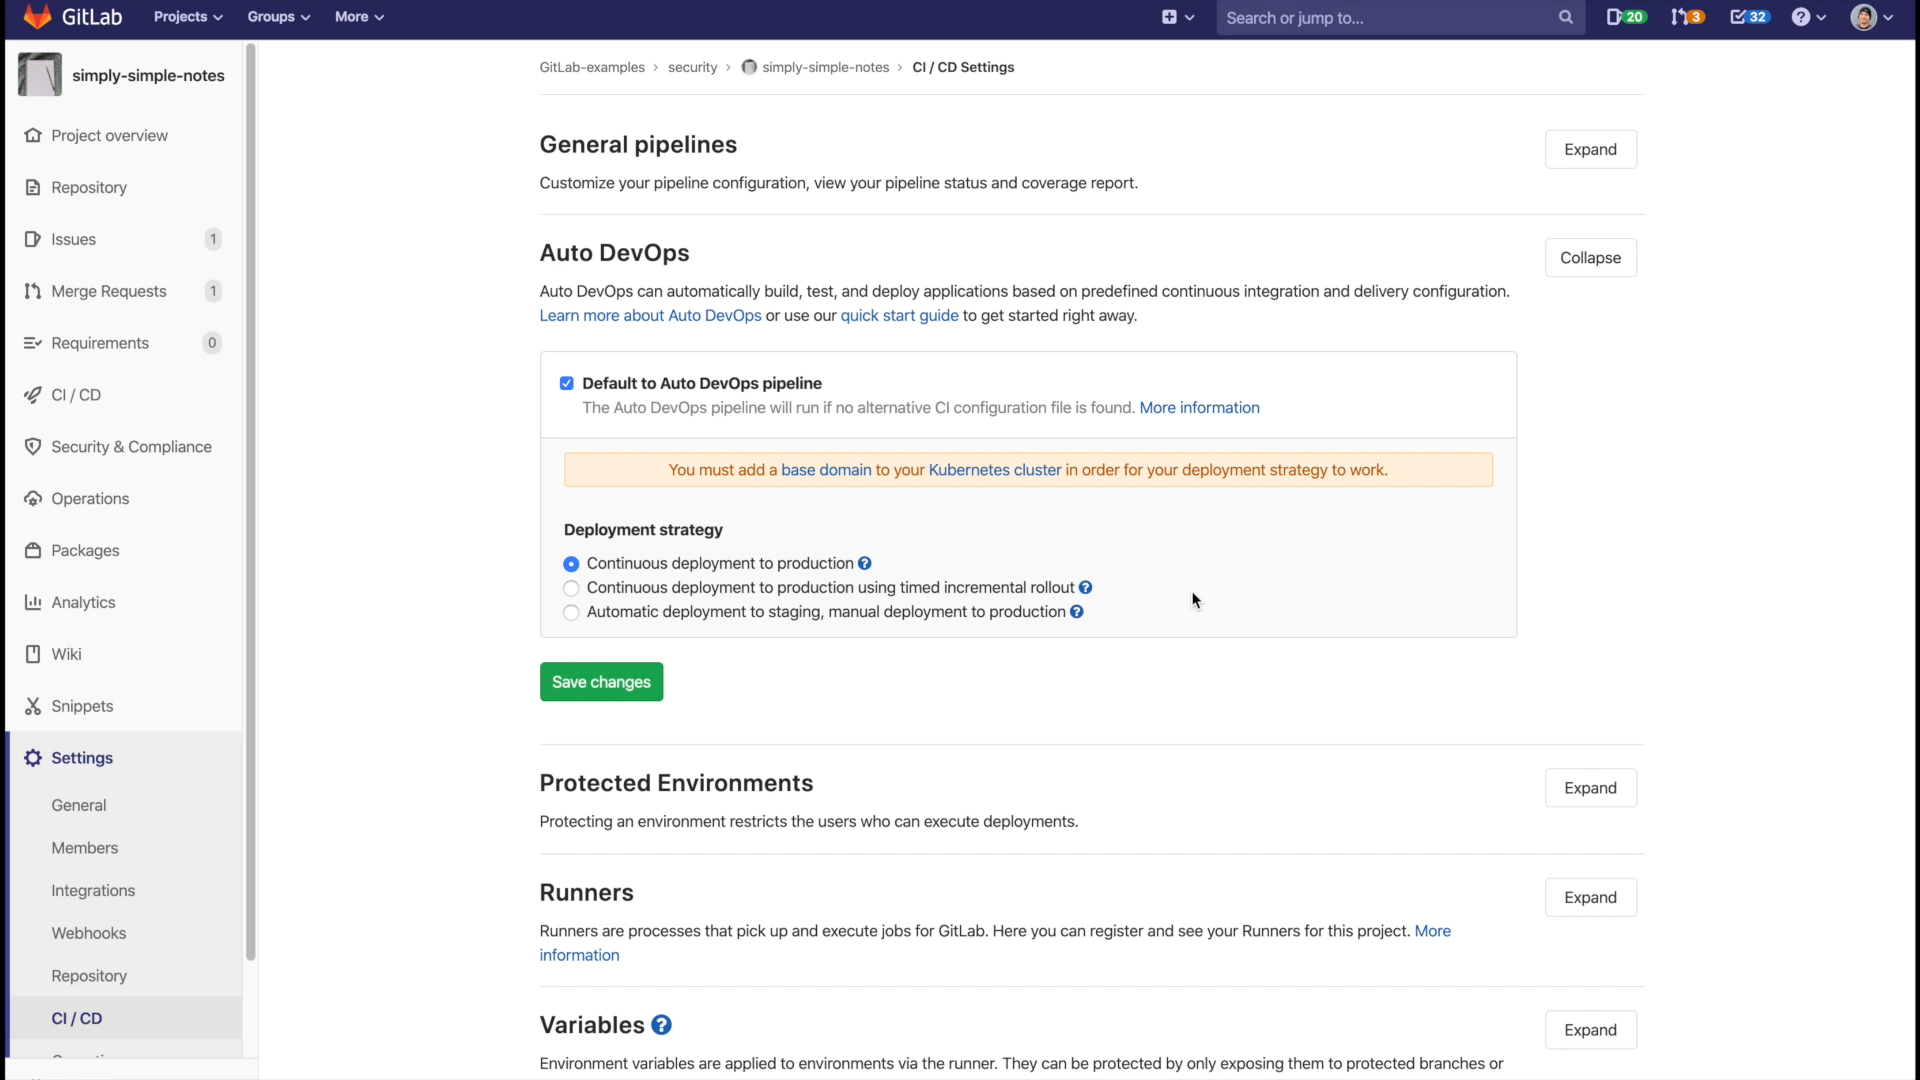 GitLab Projects Groups More Search or jump to... 20 3 32
simply-simple-notes
Project overview
Repository
Issues 1
Merge Requests 1
Requirements 0
CI / CD
Security & Compliance
Operations
Packages
Analytics
Wiki
Snippets
Settings
General
Members
Integrations
Webhooks
Repository
CI / CD
GitLab-examples › security › simply-simple-notes › CI / CD Settings
General pipelines
Expand
Customize your pipeline configuration, view your pipeline status and coverage report.
Auto DevOps
Collapse
Auto DevOps can automatically build, test, and deploy applications based on predefined continuous integration and delivery configuration.
Learn more about Auto DevOps or use our quick start guide to get started right away.
Default to Auto DevOps pipeline
The Auto DevOps pipeline will run if no alternative CI configuration file is found. More information
You must add a base domain to your Kubernetes cluster in order for your deployment strategy to work.
Deployment strategy
Continuous deployment to production ?
Continuous deployment to production using timed incremental rollout ?
Automatic deployment to staging, manual deployment to production ?
Save changes
Protected Environments
Expand
Protecting an environment restricts the users who can execute deployments.
Runners
Expand
Runners are processes that pick up and execute jobs for GitLab. Here you can register and see your Runners for this project. More
information
Variables ?
Expand
Environment variables are applied to environments via the runner. They can be protected by only exposing them to protected branches or